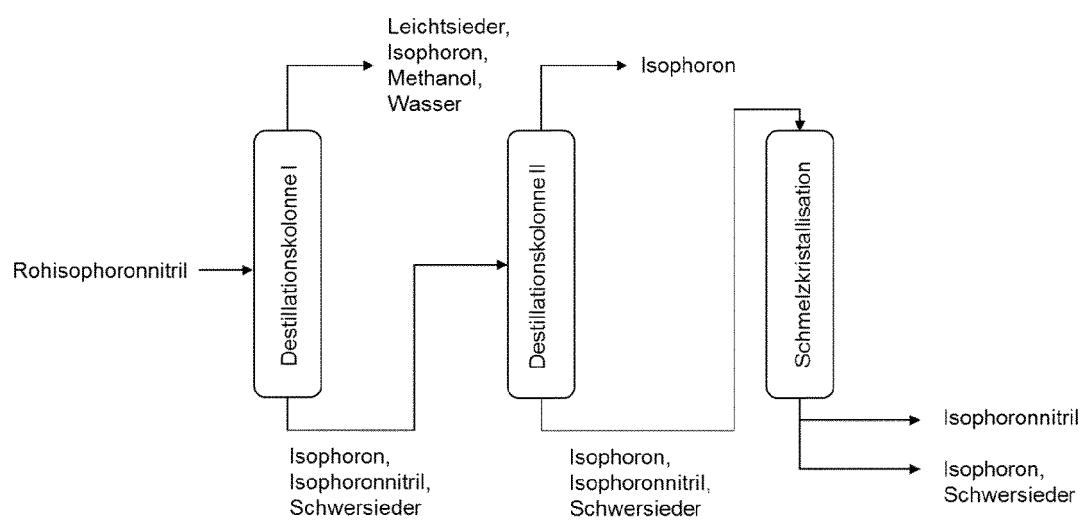 Leichtsieder,
Isophoron,
Methanol,
Wasser
Isophoron
Rohisophoronnitril
Destillationskolonne I
Destillationskolonne II
Schmelzkristallisation
Isophoron,
Isophoronnitril,
Schwersieder
Isophoron,
Isophoronnitril,
Schwersieder
Isophoronnitril
Isophoron,
Schwersieder